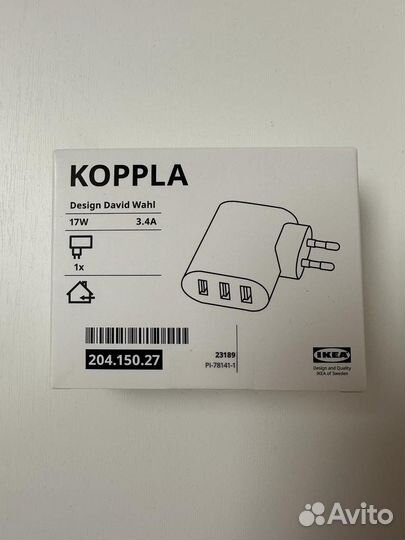 KOPPLA
Design David Wahl
17W 3.4A
1x
204.150.27
23189
PI-78141-1
IKEA
Design and Quality
IKEA of Sweden
Avito